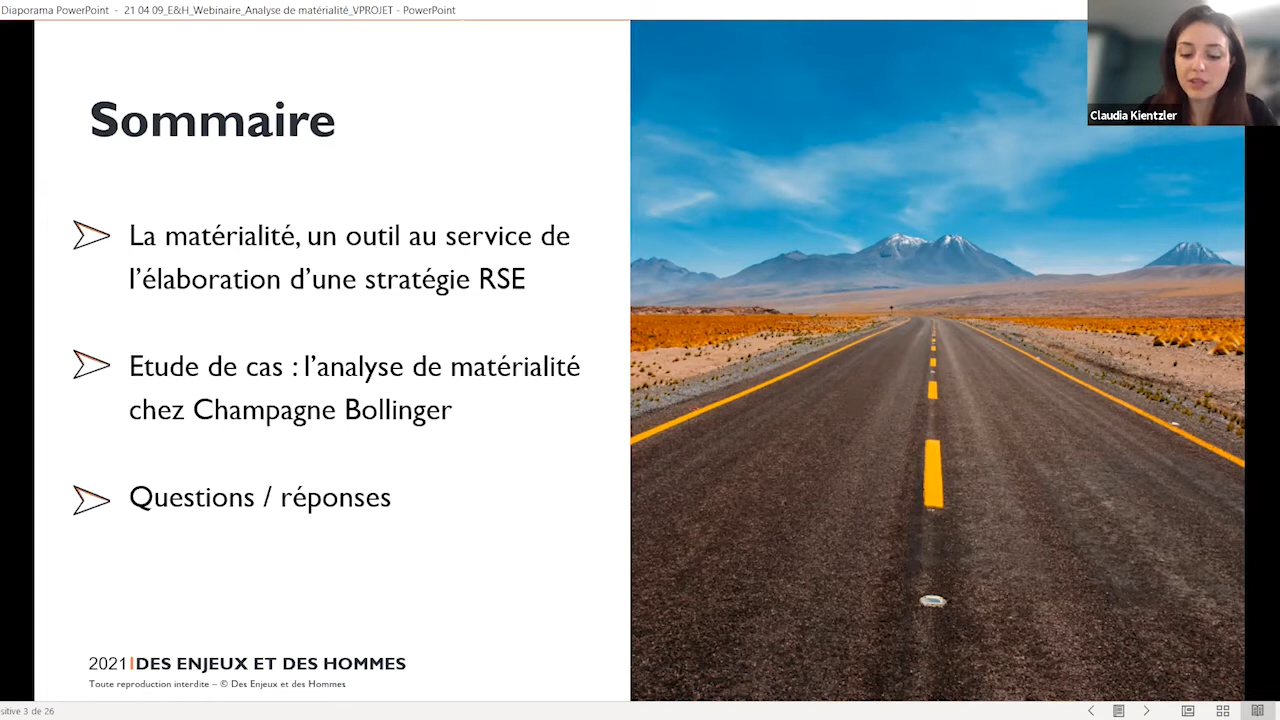 Diaporama PowerPoint - 21 04 09_E&H_Webinaire_Analyse de matérialité_VPROJET - PowerPoint
Claudia Kientzler
Sommaire
La matérialité, un outil au service de
l'élaboration d'une stratégie RSE
Etude de cas : l'analyse de matérialité
chez Champagne Bollinger
Questions / réponses
2021 | DES ENJEUX ET DES HOMMES
Toute reproduction interdite – © Des Enjeux et des Hommes
sitive 3 de 26